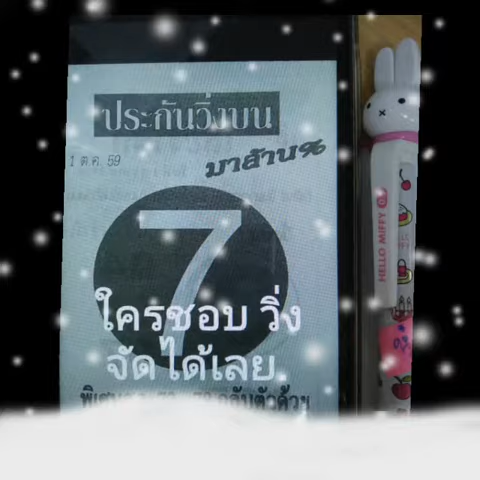 ประกันวิ่งบน
1 ต.ค. 59
มาล้าน%
7
ใครชอบ วิ่ง
จัดได้เลย
HELLO MIFFY